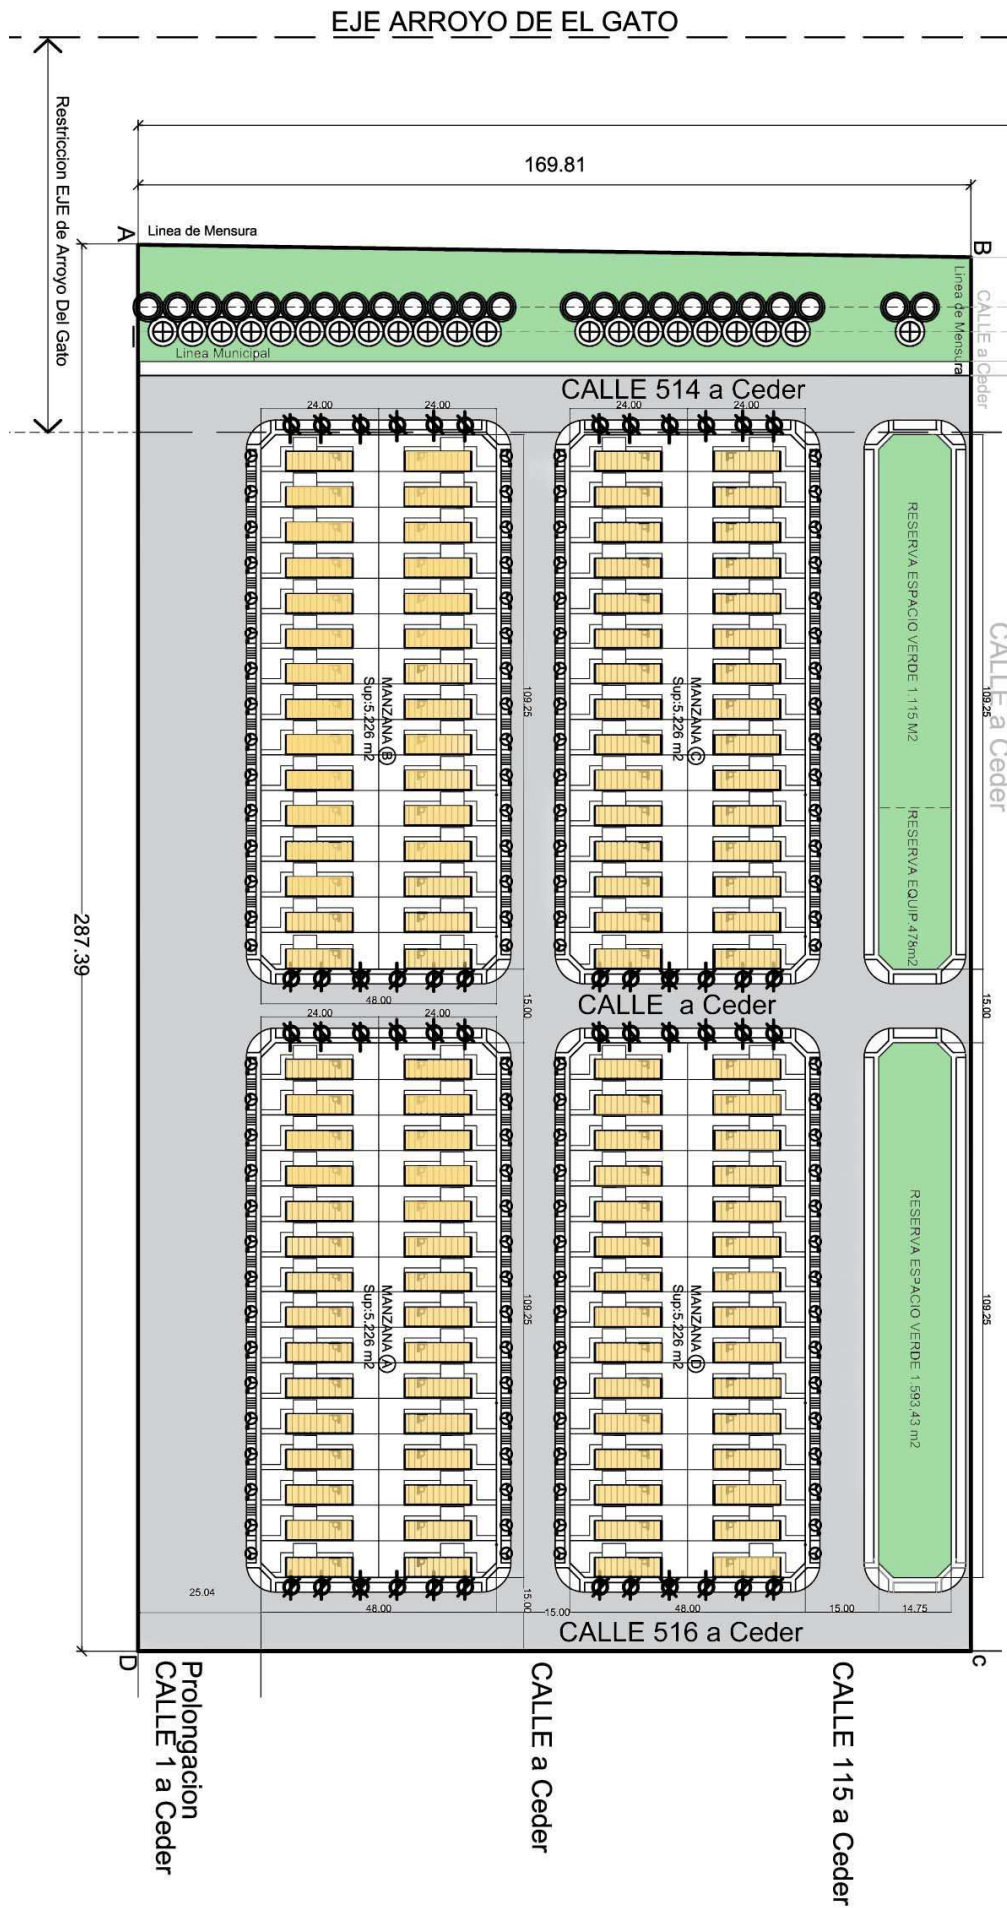 EJE ARROYO DE EL GATO
Restriccion EJE de Arroyo Del Gato
169.81
A
Linea de Mensura
B
Linea de Mensura
CALLE a Ceder
Linea Municipal
CALLE 514 a Ceder
24.00
24.00
24.00
24.00
MANZANA B
Sup:5.226 m2
109.25
MANZANA C
Sup:5.226 m2
RESERVA ESPACIO VERDE 1.115 M2
RESERVA EQUIP.478m2
109.25
CALLE a Ceder
287.39
48.00
15.00
CALLE a Ceder
15.00
24.00
24.00
MANZANA A
Sup:5.226 m2
109.25
MANZANA D
Sup:5.226 m2
RESERVA ESPACIO VERDE 1.593,43 m2
109.25
25.04
48.00
15.00
15.00
48.00
15.00
14.75
CALLE 516 a Ceder
D
C
Prolongacion
CALLE 1 a Ceder
CALLE a Ceder
CALLE 115 a Ceder